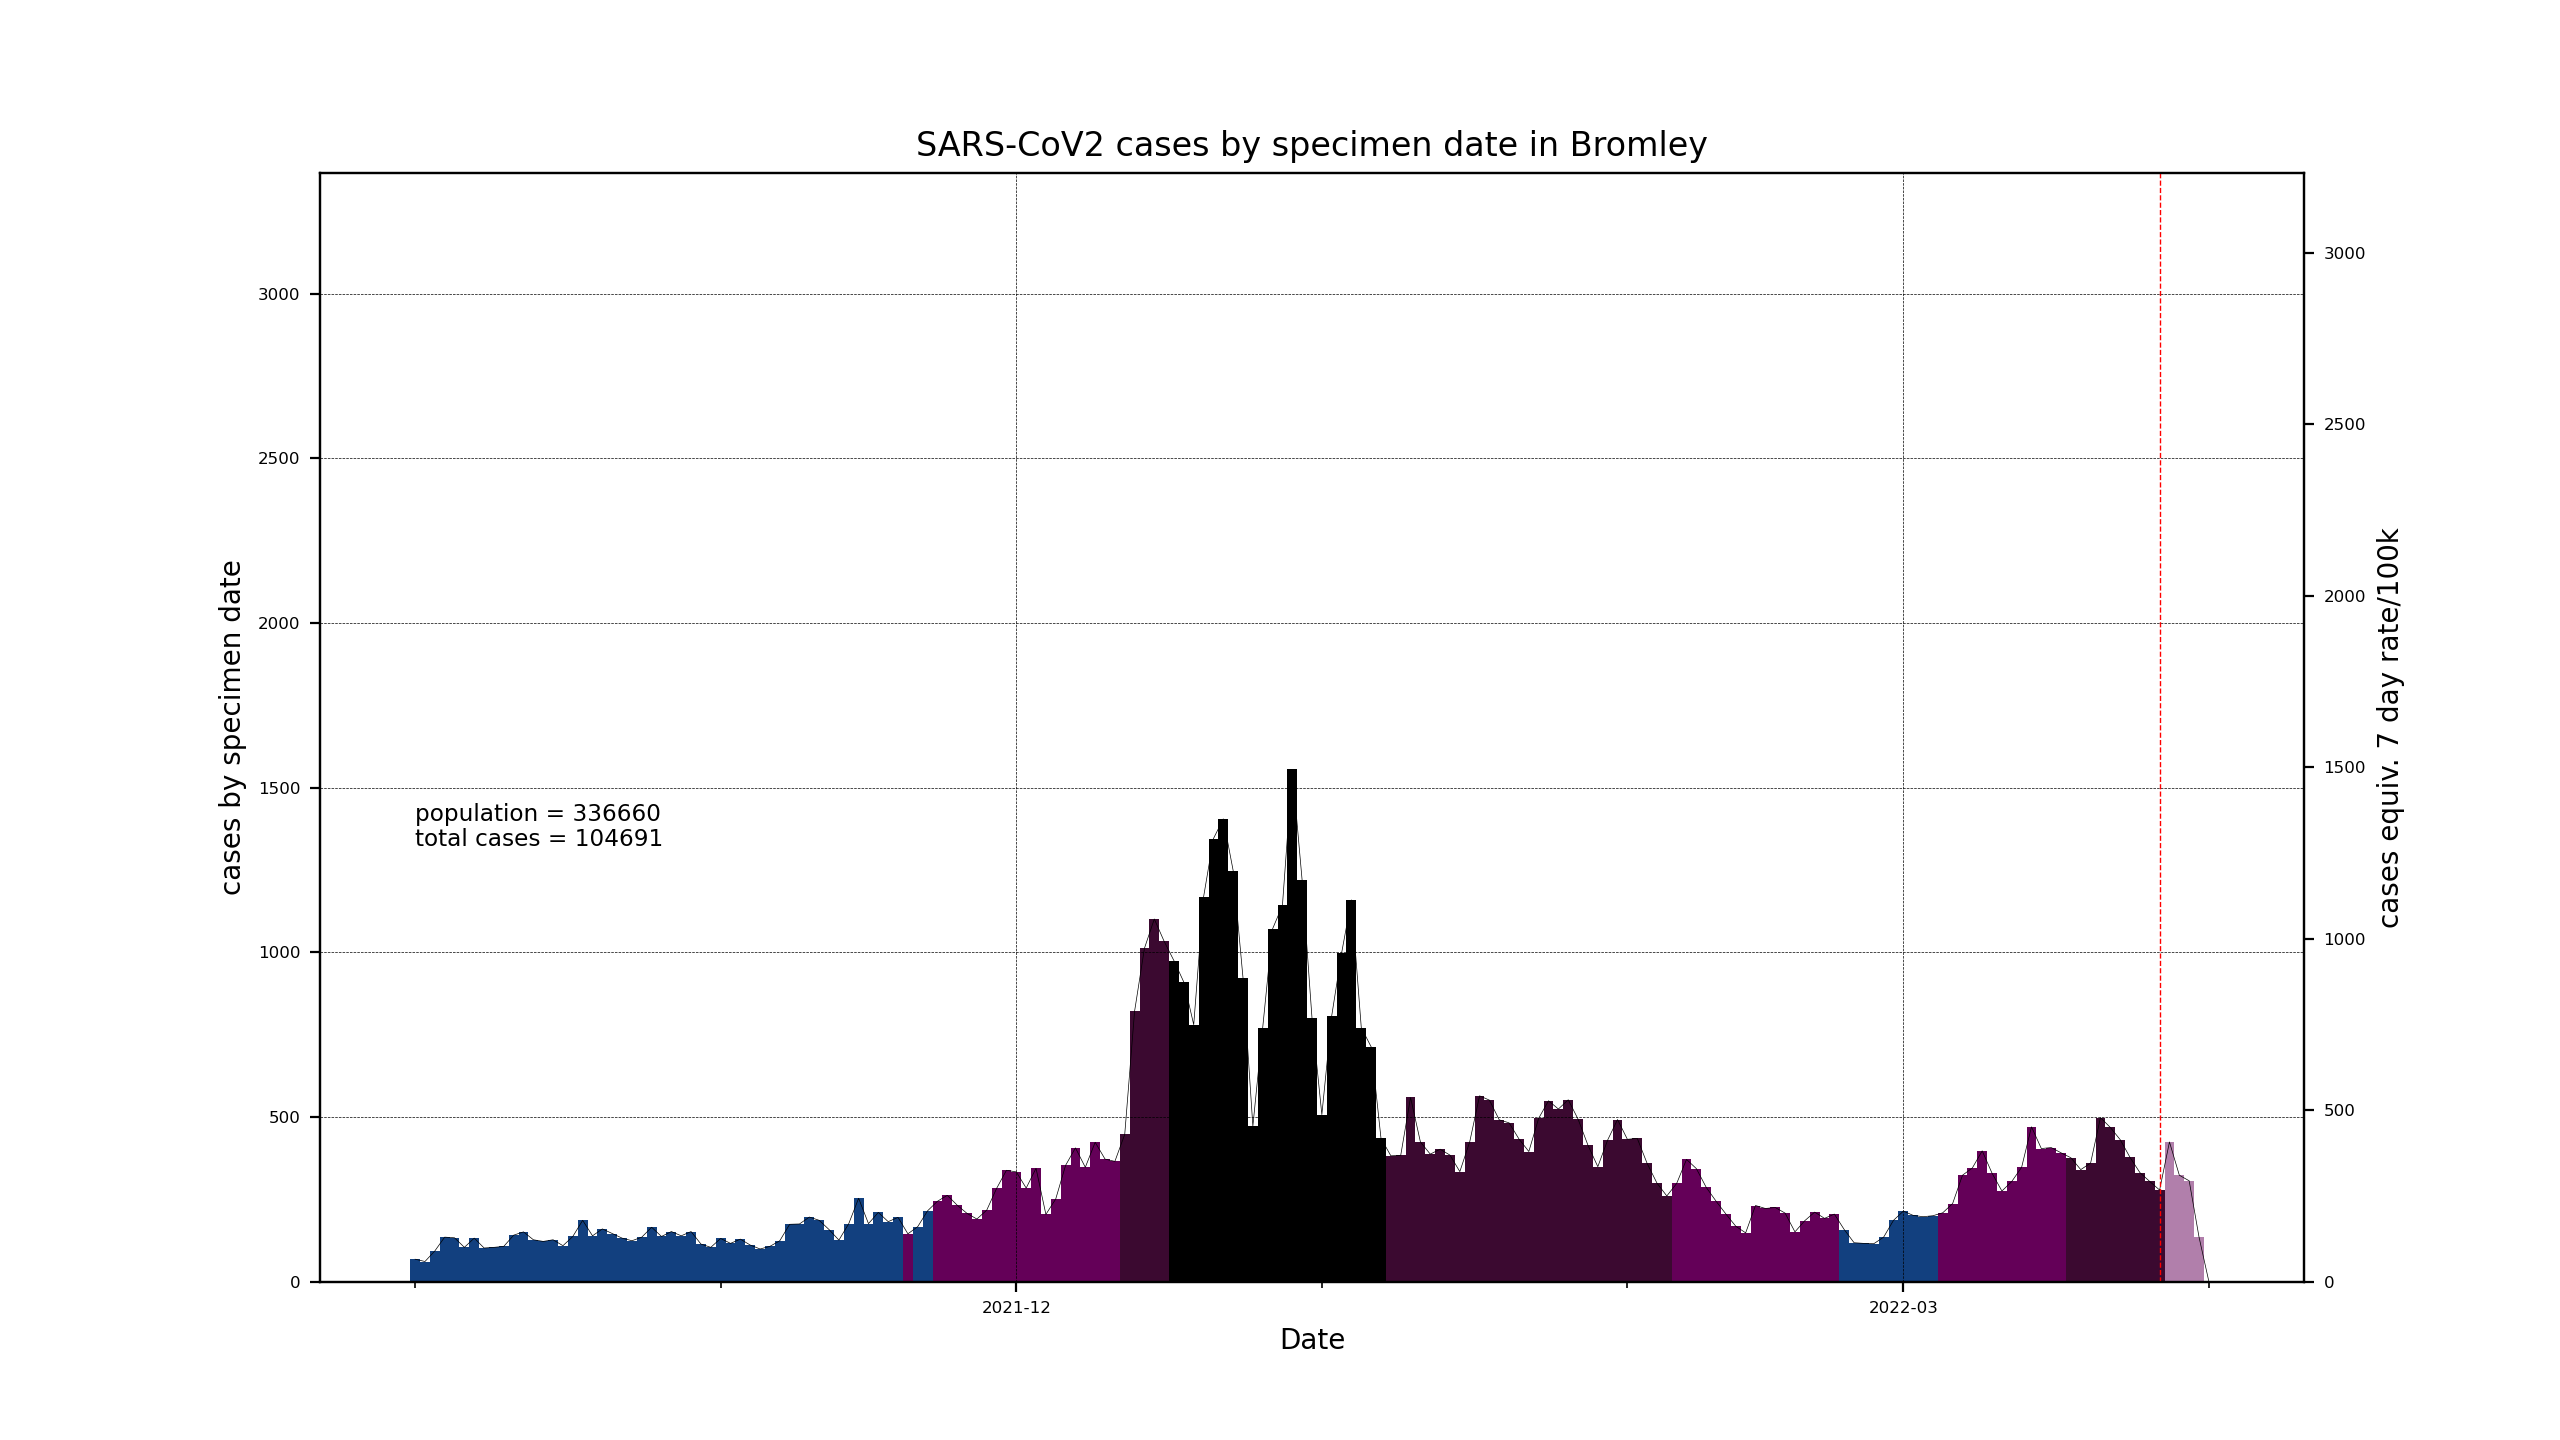 SARS-CoV2 cases by specimen date in Bromley
cases by specimen date
3000
2500
2000
1500
1000
500
0
population = 336660
total cases = 104691
3000
2500
2000
1500
1000
500
0
cases equiv. 7 day rate/100k
2021-12
2022-03
Date